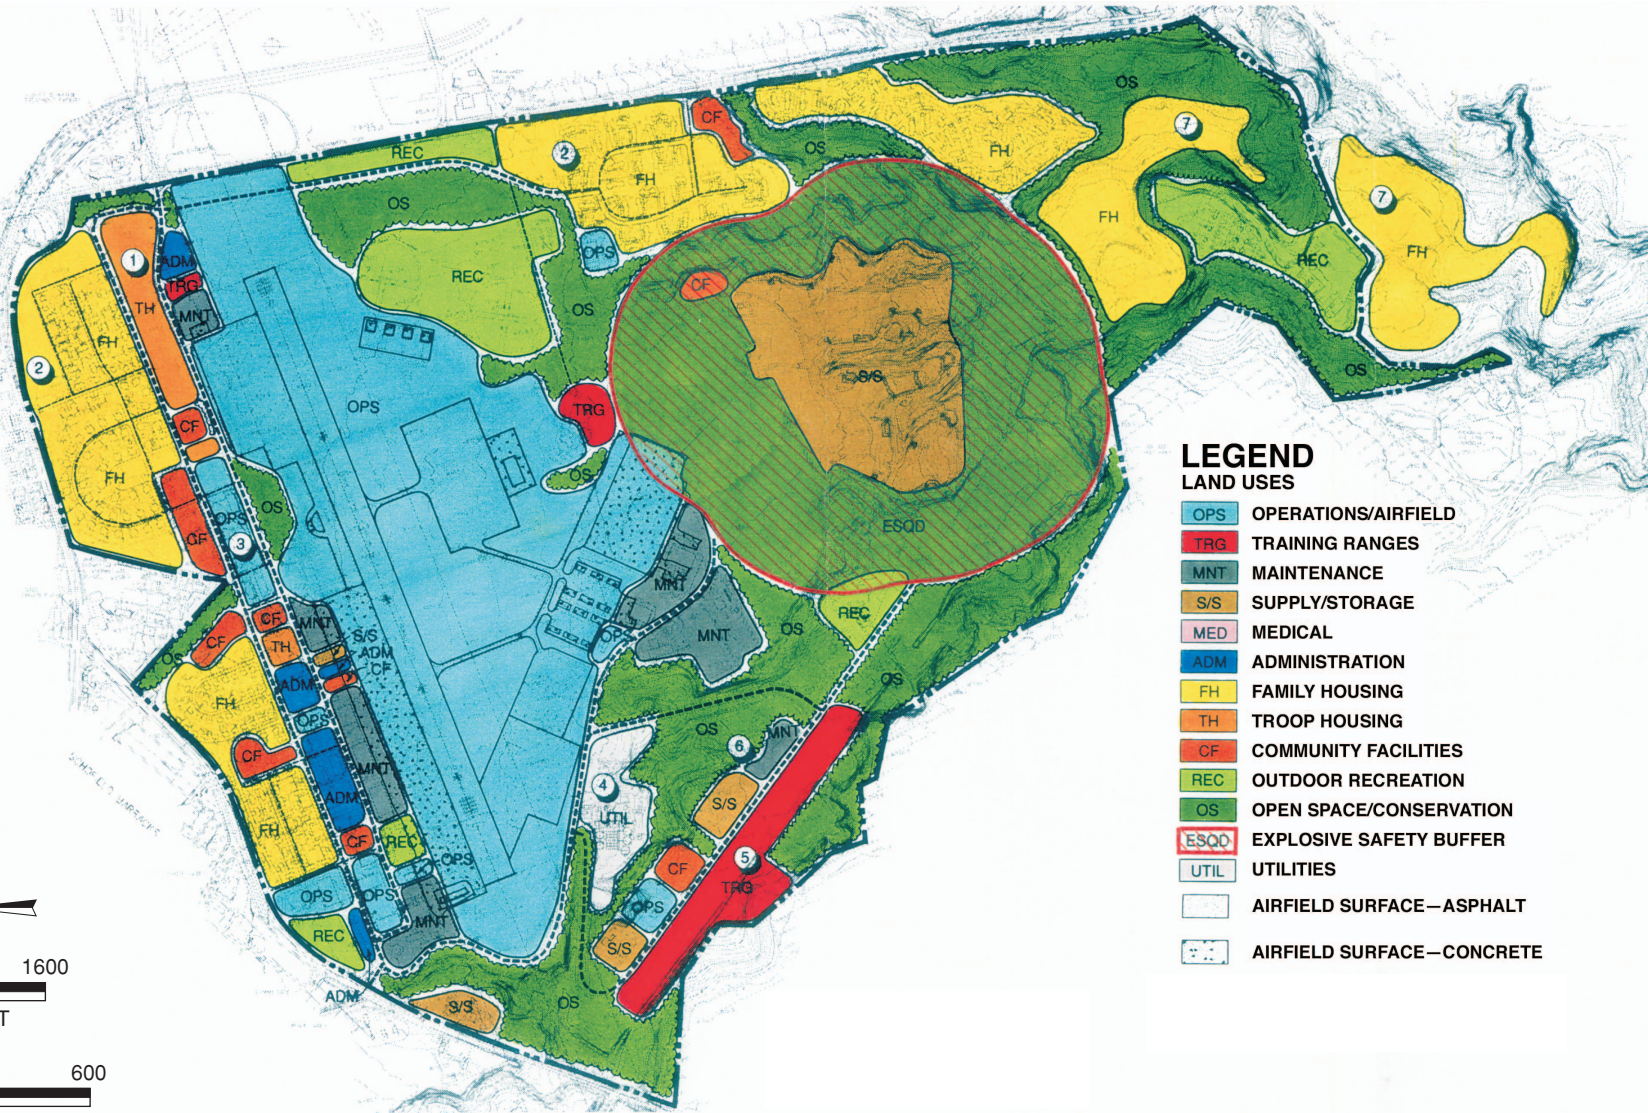 OS
7
CF
2
REC
OS
FH
FH
7
OS
FH
OPS
FH
REC
1
ADM
TRG
TH
MNT
REC
CF
OS
FH
2
OPS
S/S
OS
TRG
CF
FH
OS
OPS
OS
CF
3
ESQD
MNT
CF
MNT
REC
CF
TH
S/S
ADM
CF
OPS
MNT
OS
OS
ADM
FH
OPS
OS
OS
MNT
6
CF
MNT
4
S/S
ADM
UTIL
FH
CF
REC
5
OPS
CF
TRG
OPS
OPS
OPS
MNT
REC
S/S
ADM
S/S
OS
1600
T
600
LEGEND
LAND USES
OPS OPERATIONS/AIRFIELD
TRG TRAINING RANGES
MNT MAINTENANCE
S/S SUPPLY/STORAGE
MED MEDICAL
ADM ADMINISTRATION
FH FAMILY HOUSING
TH TROOP HOUSING
CF COMMUNITY FACILITIES
REC OUTDOOR RECREATION
OS OPEN SPACE/CONSERVATION
ESQD EXPLOSIVE SAFETY BUFFER
UTIL UTILITIES
AIRFIELD SURFACE—ASPHALT
AIRFIELD SURFACE—CONCRETE